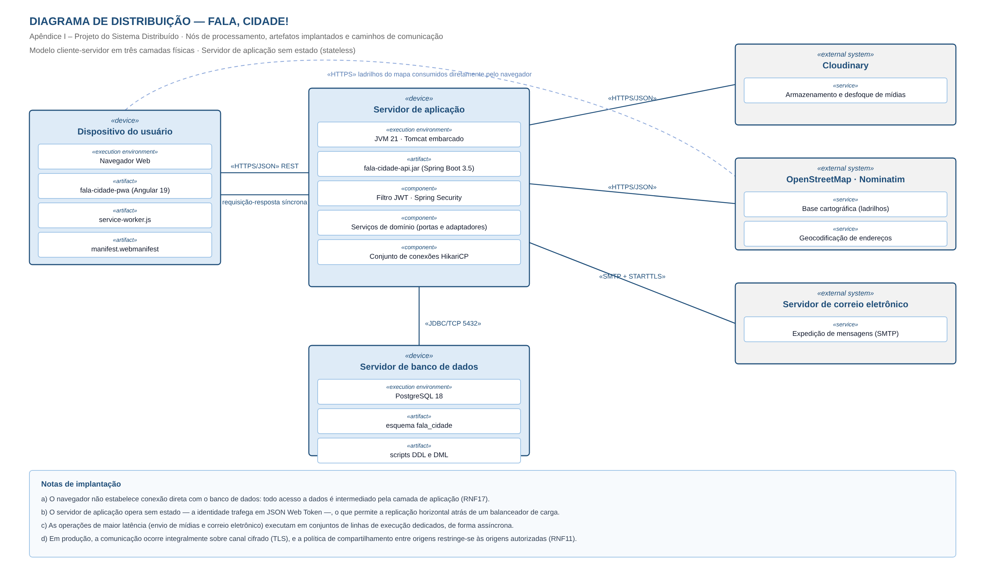 DIAGRAMA DE DISTRIBUIÇÃO — FALA, CIDADE!
Apêndice I – Projeto do Sistema Distribuído · Nós de processamento, artefatos implantados e caminhos de comunicação
Modelo cliente-servidor em três camadas físicas · Servidor de aplicação sem estado (stateless)
«HTTPS» ladrilhos do mapa consumidos diretamente pelo navegador
«device»
Dispositivo do usuário
«execution environment»
Navegador Web
«artifact»
fala-cidade-pwa (Angular 19)
«artifact»
service-worker.js
«artifact»
manifest.webmanifest
«HTTPS/JSON» REST
requisição-resposta síncrona
«device»
Servidor de aplicação
«execution environment»
JVM 21 · Tomcat embarcado
«artifact»
fala-cidade-api.jar (Spring Boot 3.5)
«component»
Filtro JWT · Spring Security
«component»
Serviços de domínio (portas e adaptadores)
«component»
Conjunto de conexões HikariCP
«HTTPS/JSON»
«HTTPS/JSON»
«SMTP + STARTTLS»
«JDBC/TCP 5432»
«external system»
Cloudinary
«service»
Armazenamento e desfoque de mídias
«external system»
OpenStreetMap · Nominatim
«service»
Base cartográfica (ladrilhos)
«service»
Geocodificação de endereços
«external system»
Servidor de correio eletrônico
«service»
Expedição de mensagens (SMTP)
«device»
Servidor de banco de dados
«execution environment»
PostgreSQL 18
«artifact»
esquema fala_cidade
«artifact»
scripts DDL e DML
Notas de implantação
a) O navegador não estabelece conexão direta com o banco de dados: todo acesso a dados é intermediado pela camada de aplicação (RNF17).
b) O servidor de aplicação opera sem estado — a identidade trafega em JSON Web Token —, o que permite a replicação horizontal atrás de um balanceador de carga.
c) As operações de maior latência (envio de mídias e correio eletrônico) executam em conjuntos de linhas de execução dedicados, de forma assíncrona.
d) Em produção, a comunicação ocorre integralmente sobre canal cifrado (TLS), e a política de compartilhamento entre origens restringe-se às origens autorizadas (RNF11).